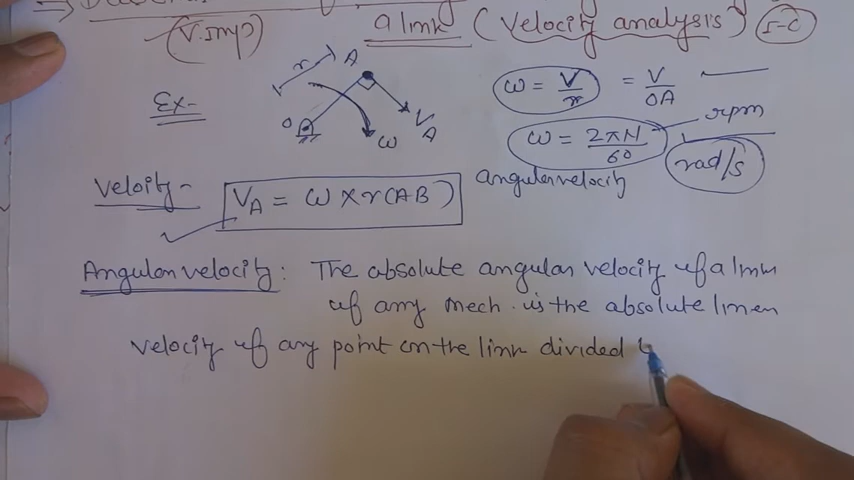 (V.Imp) a link (Velocity analysis) I-C
Ex- r A O ω VA ω = V/r = V/OA
ω = 2πN/60 rpm rad/s
Velocity- VA = ω × r(AB) angular velocity
Angular velocity: The absolute angular velocity of a link
of any mech. is the absolute linear
velocity of any point on the link divided